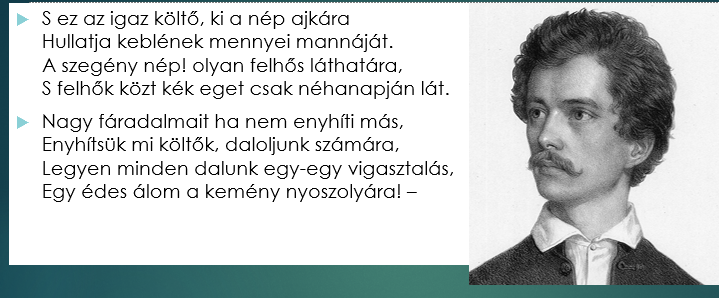 S ez az igaz költő, ki a nép ajkára
Hullatja keblének mennyei mannáját.
A szegény nép! olyan felhős láthatára,
S felhők közt kék eget csak néhanapján lát.
Nagy fáradalmait ha nem enyhíti más,
Enyhítsük mi költők, daloljunk számára,
Legyen minden dalunk egy-egy vigasztalás,
Egy édes álom a kemény nyoszolyára! –